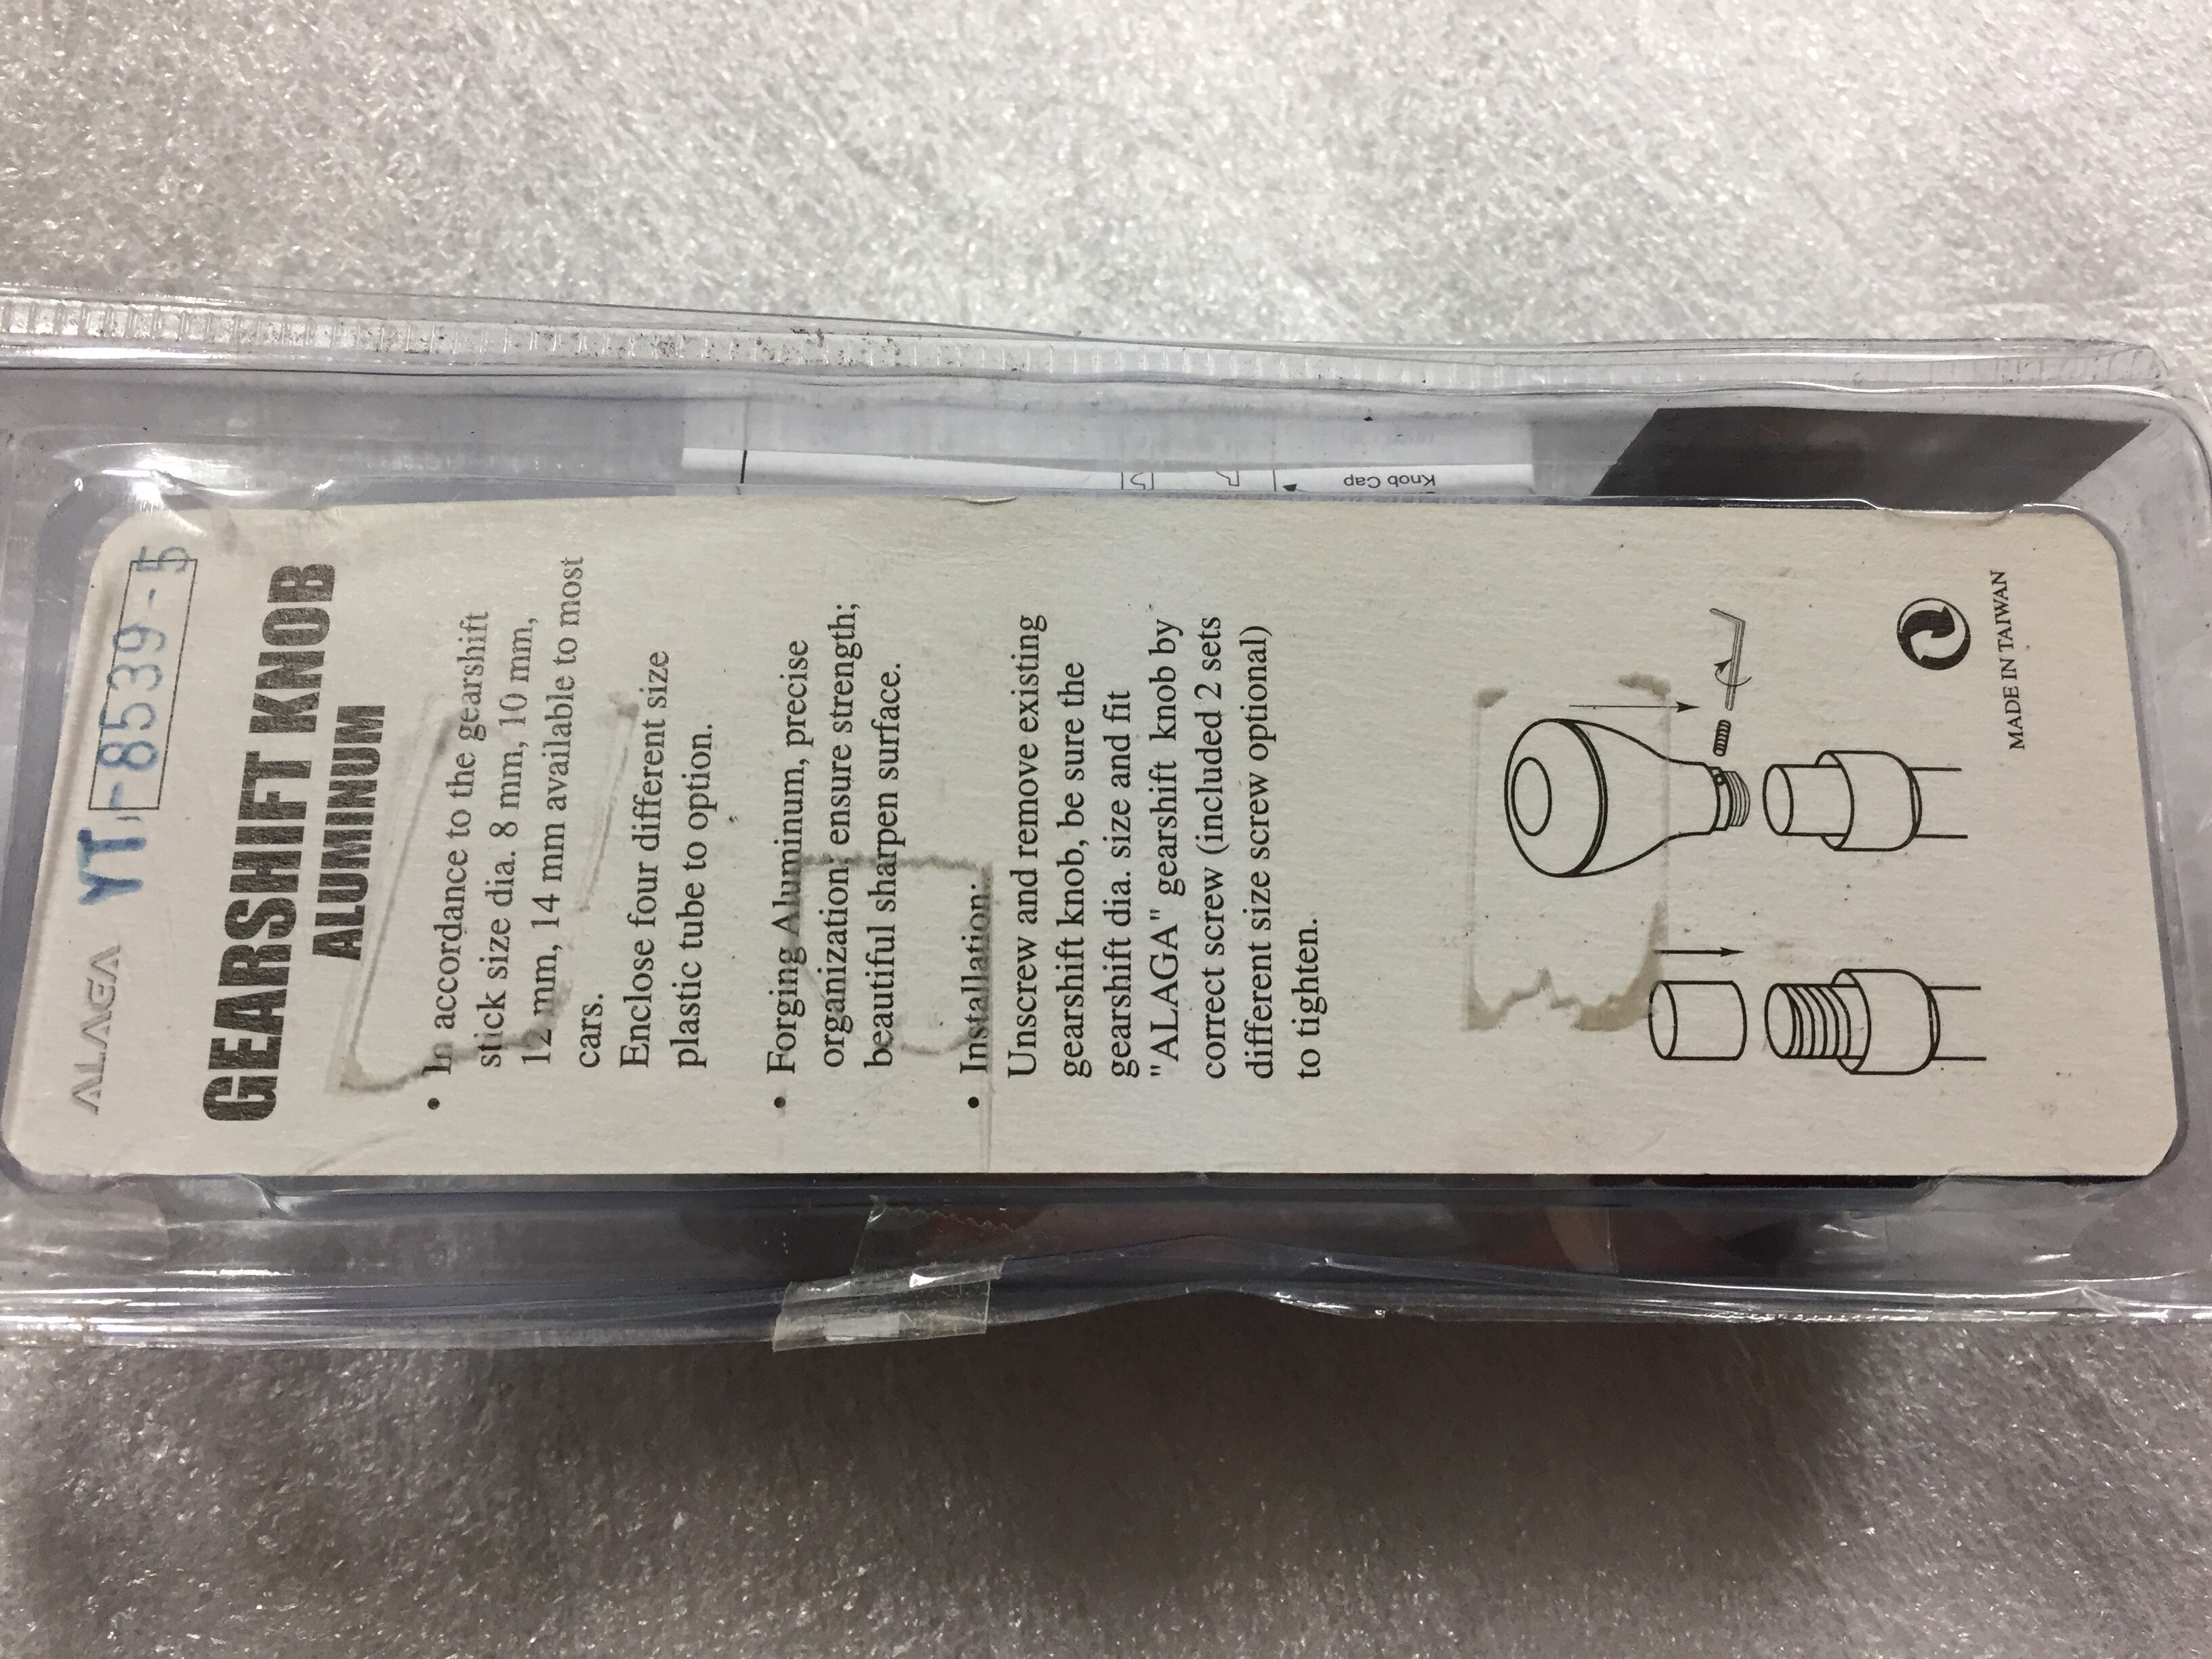 ALAGA YT-8539-5
GEARSHIFT KNOB
ALUMINUM
• In accordance to the gearshift
stick size dia. 8 mm, 10 mm,
12 mm, 14 mm available to most
cars.
Enclose four different size
plastic tube to option.
• Forging Aluminum, precise
organization, ensure strength;
beautiful sharpen surface.
• Installation:
Unscrew and remove existing
gearshift knob, be sure the
gearshift dia. size and fit
"ALAGA" gearshift knob by
correct screw (included 2 sets
different size screw optional)
to tighten.
MADE IN TAIWAN
Knob Cap